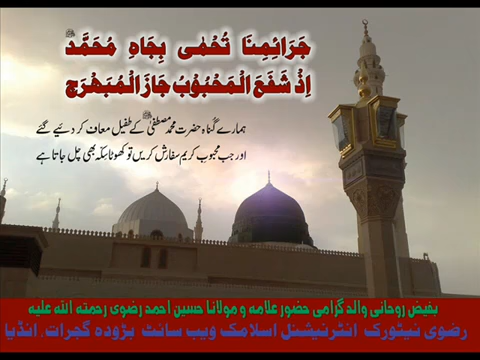 جَرَائِمِنَا تُحْمٰى بِجَاهِ مُحَمَّدٍ ﷺ
اِذْ شَفَعَ الْمَحْبُوْبُ جَازَ الْمُبَهْرَج
ہمارے گناہ حضرت محمد مصطفیٰ ﷺ کے طفیل معاف کر دیئے گئے
اور جب محبوب کریم سفارش کریں تو کھوٹا سکہ بھی چل جاتا ہے
بفیض روحانی والد گرامی حضور علامہ و مولانا حسین احمد رضوی رحمتہ اللہ علیہ
رضوی نیٹورک انٹرنیشنل اسلامک ویب سائٹ بڑودہ گجرات، انڈیا